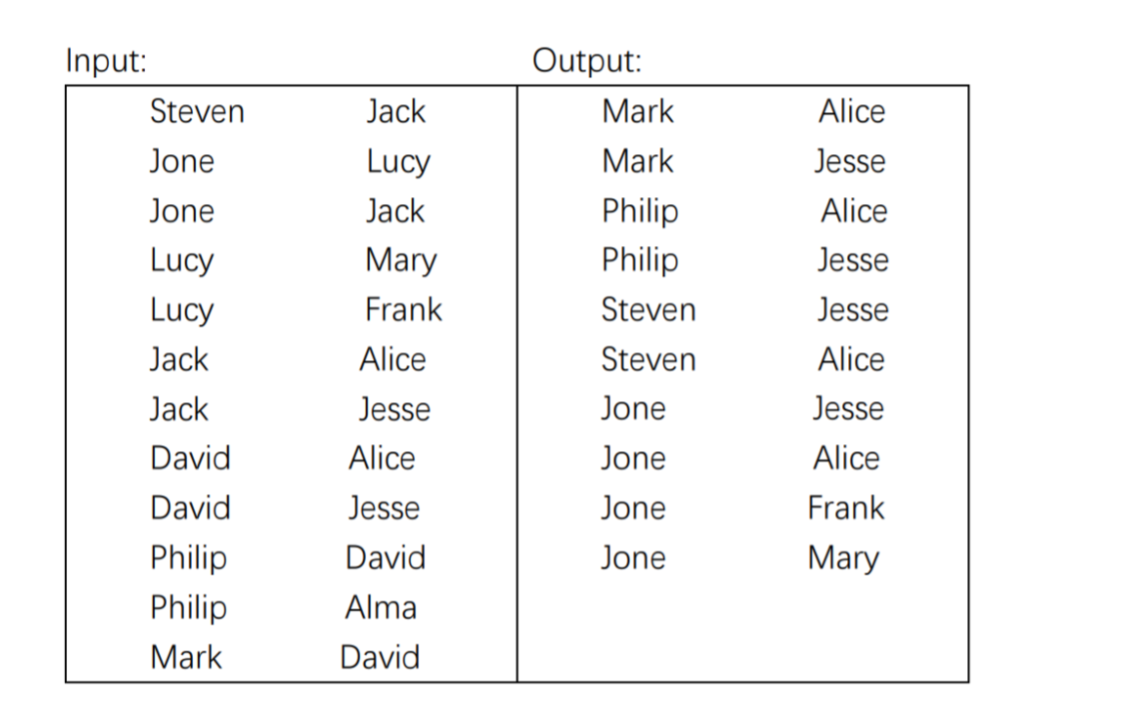 Input: Output:
Steven Jack Mark Alice
Jone Lucy Mark Jesse
Jone Jack Philip Alice
Lucy Mary Philip Jesse
Lucy Frank Steven Jesse
Jack Alice Steven Alice
Jack Jesse Jone Jesse
David Alice Jone Alice
David Jesse Jone Frank
Philip David Jone Mary
Philip Alma
Mark David